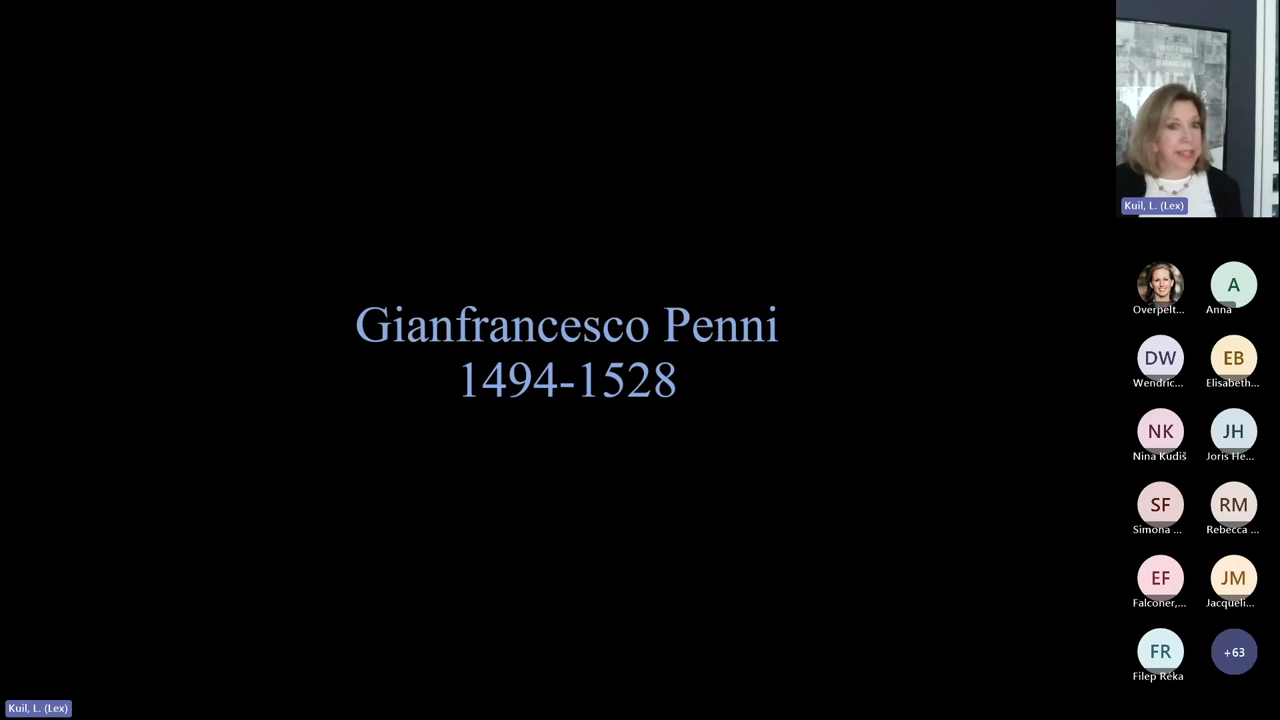 Gianfrancesco Penni
1494-1528
Kuil, L. (Lex)
Overpelt...
A
Anna
DW
Wendric...
EB
Elisabeth...
NK
Nina Kudiš
JH
Joris He...
SF
Simona ...
RM
Rebecca ...
EF
Falconer,...
JM
Jacqueli...
FR
Filep Réka
+63
Kuil, L. (Lex)